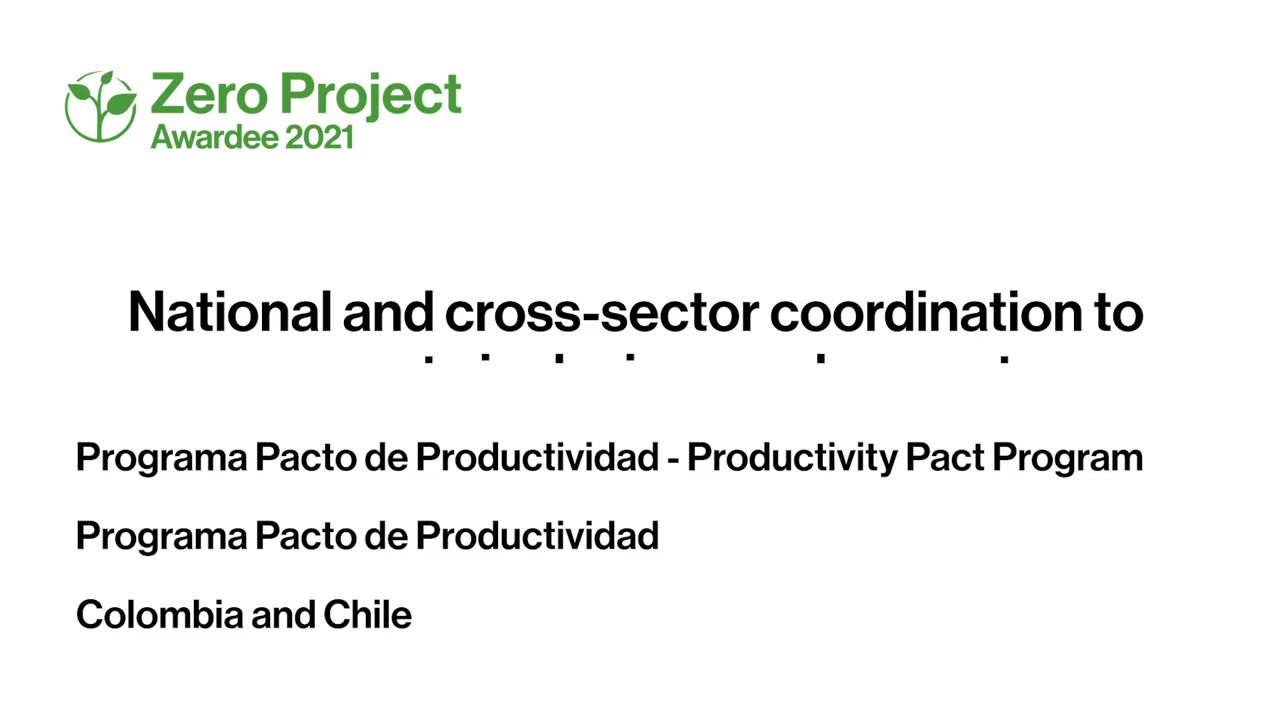 Zero Project
Awardee 2021
National and cross-sector coordination to
Programa Pacto de Productividad - Productivity Pact Program
Programa Pacto de Productividad
Colombia and Chile